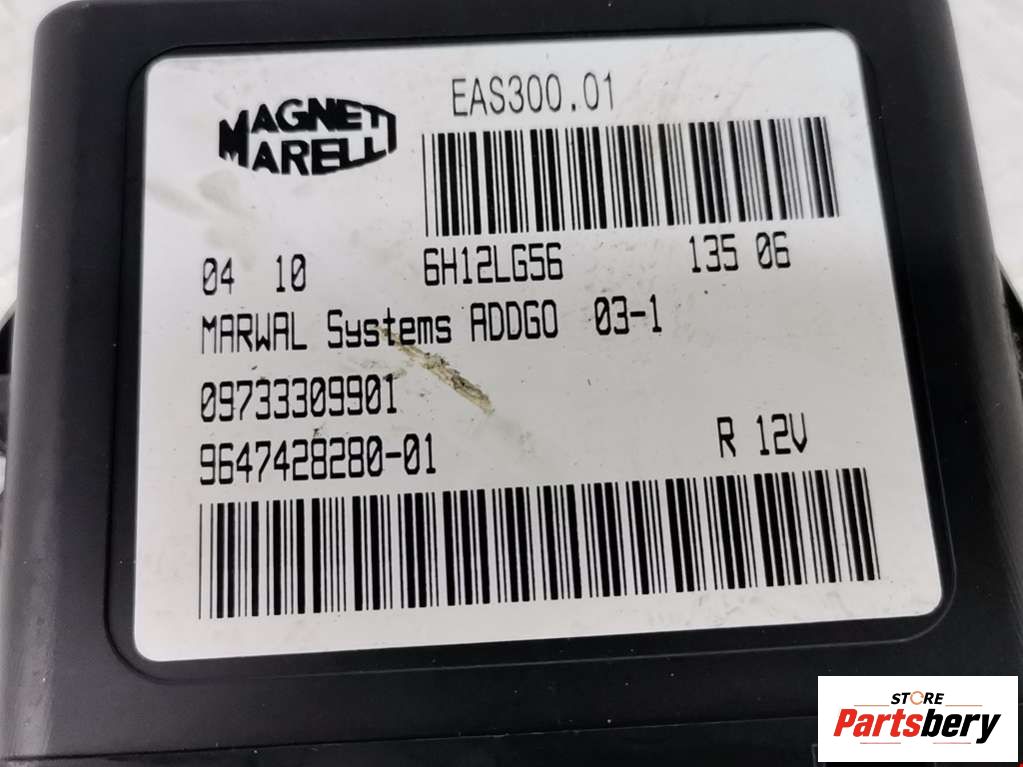 EAS300.01
MAGNETI
MARELLI
04 10 6H12LG56 135 06
MARWAL Systems ADDGO 03-1
09733309901
9647428280-01 R 12V
STORE
Partsbery